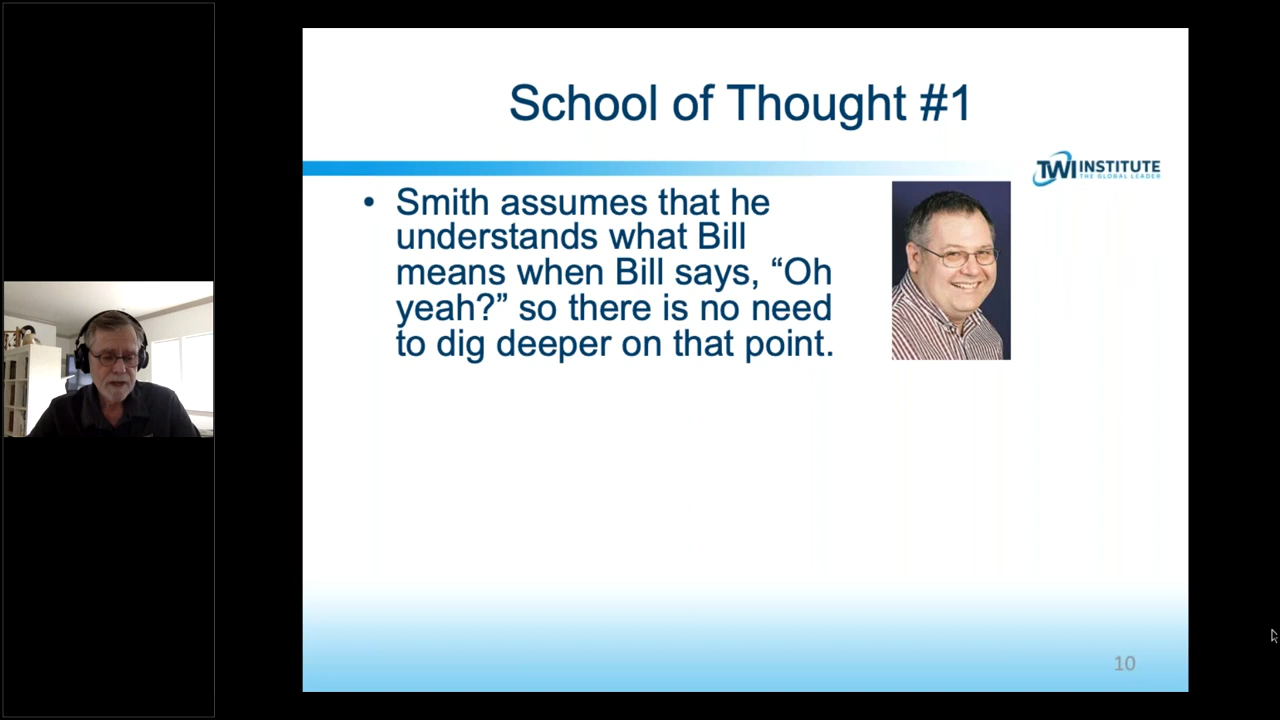 School of Thought #1
TWI INSTITUTE
THE GLOBAL LEADER
• Smith assumes that he
understands what Bill
means when Bill says, “Oh
yeah?” so there is no need
to dig deeper on that point.
10